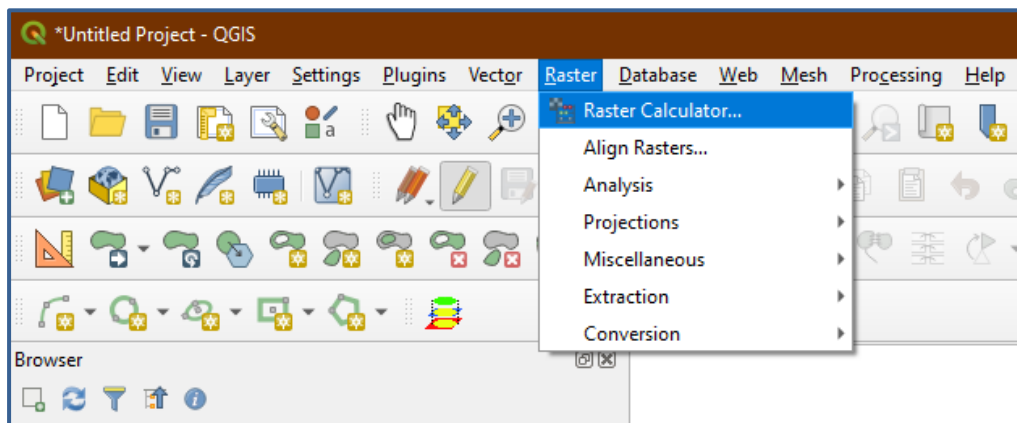 *Untitled Project - QGIS
Project Edit View Layer Settings Plugins Vector Raster Database Web Mesh Processing Help
Raster Calculator...
Align Rasters...
Analysis
Projections
Miscellaneous
Extraction
Conversion
Browser